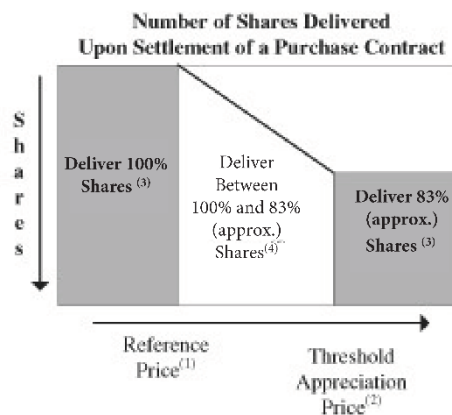 Number of Shares Delivered
Upon Settlement of a Purchase Contract
Shares
Deliver 100%
Shares (3)
Deliver
Between
100% and 83%
(approx.)
Shares(4)
Deliver 83%
(approx.)
Shares (3)
Reference
Price(1)
Threshold
Appreciation
Price(2)